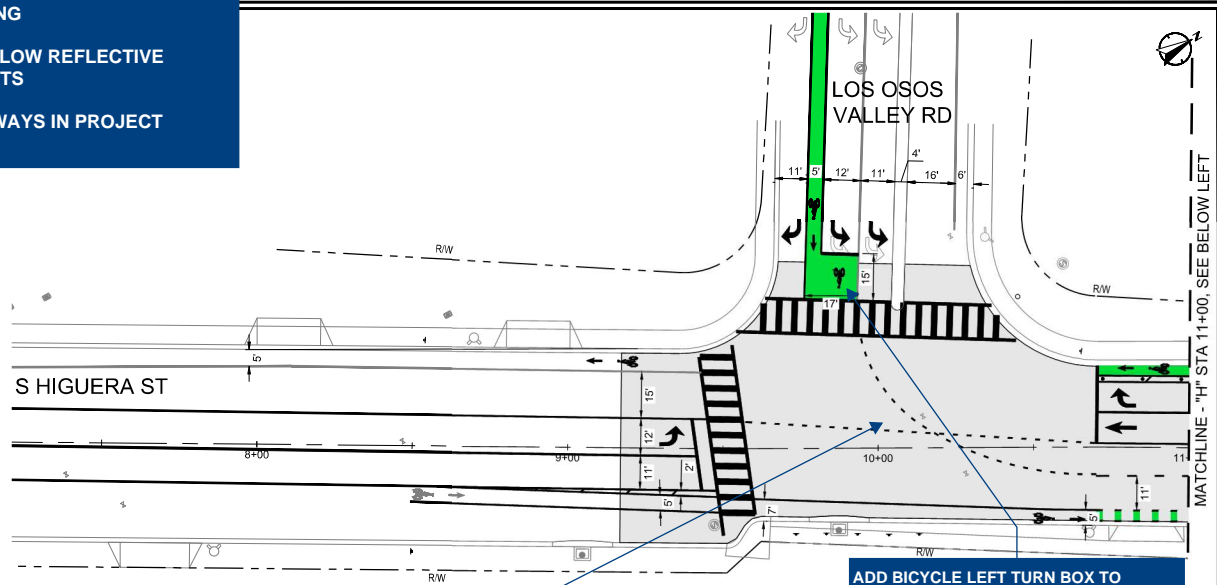 NG
LOW REFLECTIVE
TS
WAYS IN PROJECT
LOS OSOS
VALLEY RD
4'
11' 5' 12' 11' 16' 6'
R/W
15'
17'
R/W
MATCHLINE - "H" STA 11+00, SEE BELOW LEFT
5'
S HIGUERA ST
15'
12'
11'
2'
5'
7'
8+00
9+00
10+00
11
11'
5'
R/W
R/W
ADD BICYCLE LEFT TURN BOX TO